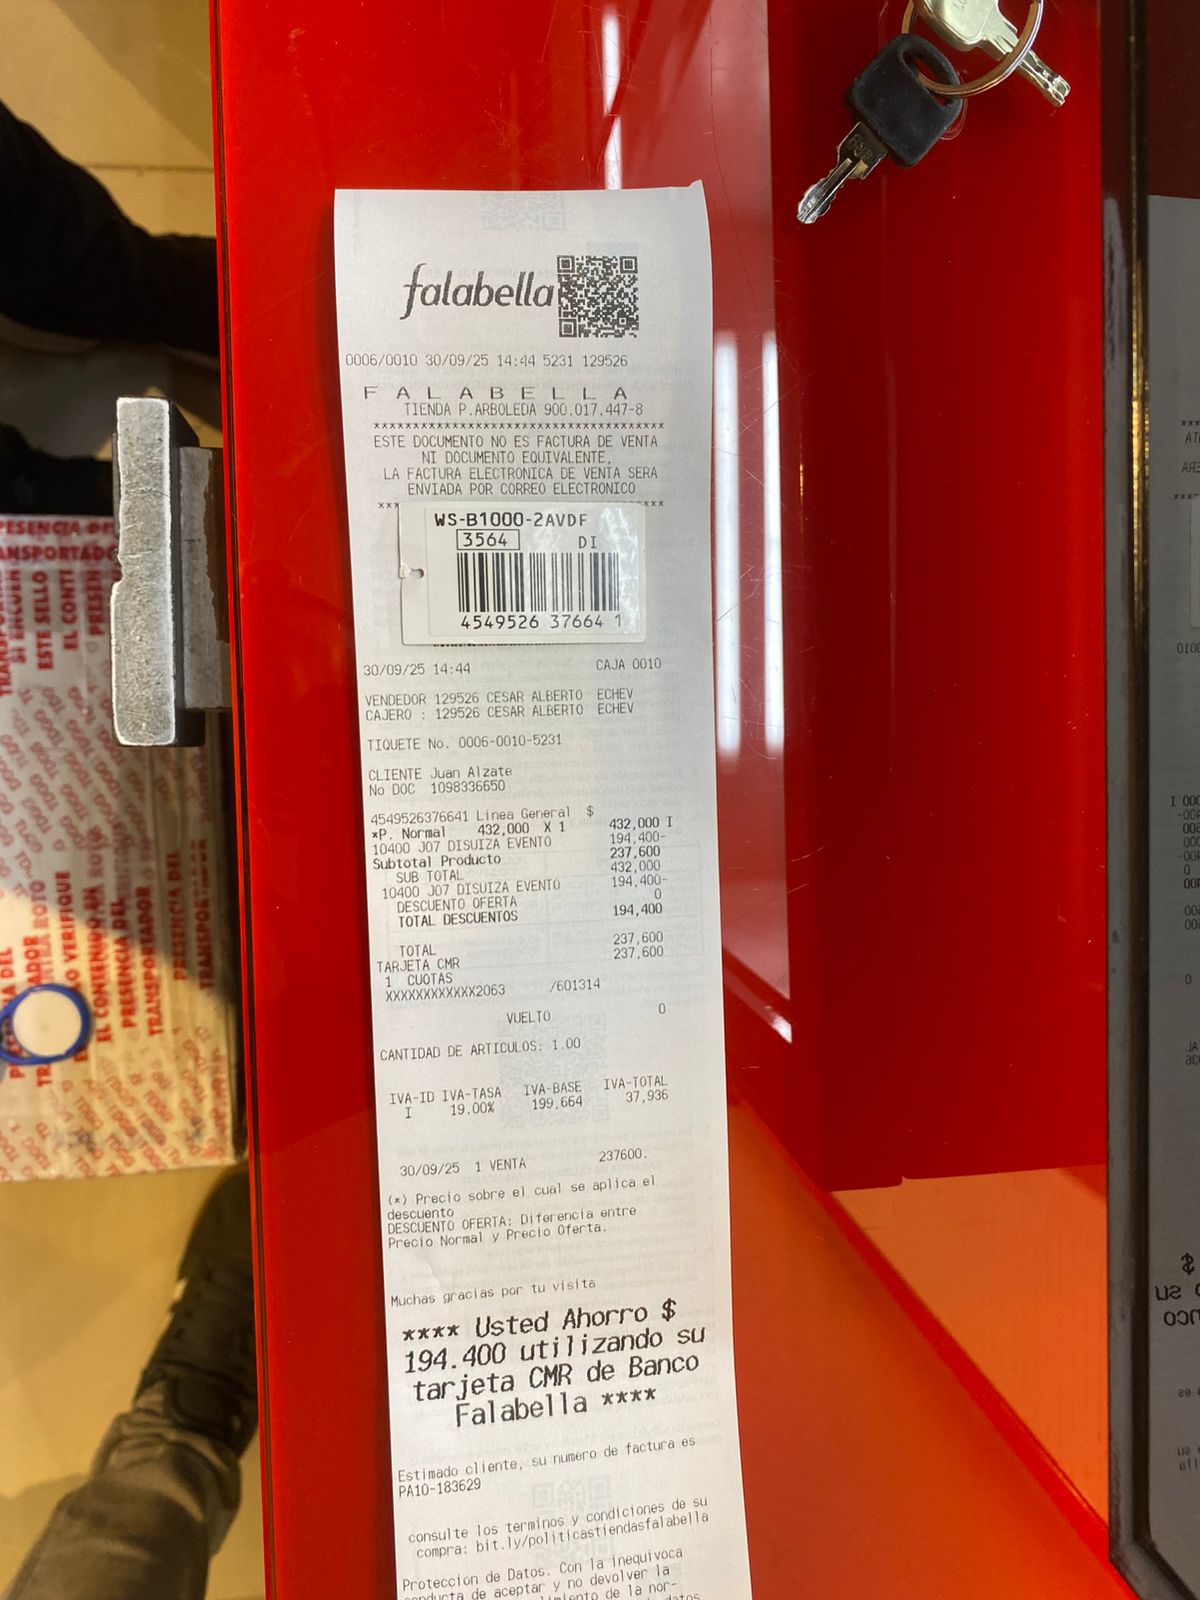 falabella
0006/0010 30/09/25 14:44 5231 129526
F A L A B E L L A
TIENDA P.ARBOLEDA 900.017.447-8
****************************************
ESTE DOCUMENTO NO ES FACTURA DE VENTA
NI DOCUMENTO EQUIVALENTE,
LA FACTURA ELECTRONICA DE VENTA SERA
ENVIADA POR CORREO ELECTRONICO
WS-B1000-2AVDF
3564 DI
4549526 37664 1
30/09/25 14:44 CAJA 0010
VENDEDOR 129526 CESAR ALBERTO ECHEV
CAJERO : 129526 CESAR ALBERTO ECHEV
TIQUETE No. 0006-0010-5231
CLIENTE Juan Alzate
No DOC 1098336650
4549526376641 Linea General $
*P. Normal 432,000 X 1 432,000 I
10400 J07 DISUIZA EVENTO 194,400-
Subtotal Producto 237,600
SUB TOTAL 432,000
10400 J07 DISUIZA EVENTO 194,400-
DESCUENTO OFERTA 0
TOTAL DESCUENTOS 194,400
TOTAL 237,600
TARJETA CMR 237,600
1 CUOTAS
XXXXXXXXXXXX2063 /601314
VUELTO 0
CANTIDAD DE ARTICULOS: 1.00
IVA-ID IVA-TASA IVA-BASE IVA-TOTAL
I 19.00% 199,664 37,936
30/09/25 1 VENTA 237600.
(*) Precio sobre el cual se aplica el
descuento
DESCUENTO OFERTA: Diferencia entre
Precio Normal y Precio Oferta.
Muchas gracias por tu visita
**** Usted Ahorro $
194.400 utilizando su
tarjeta CMR de Banco
Falabella ****
Estimado cliente, su numero de factura es
PA10-183629
consulte los terminos y condiciones de su
compra: bit.ly/politicastiendasfalabella
Proteccion de Datos. Con la inequivoca
conducta de aceptar y no devolver la